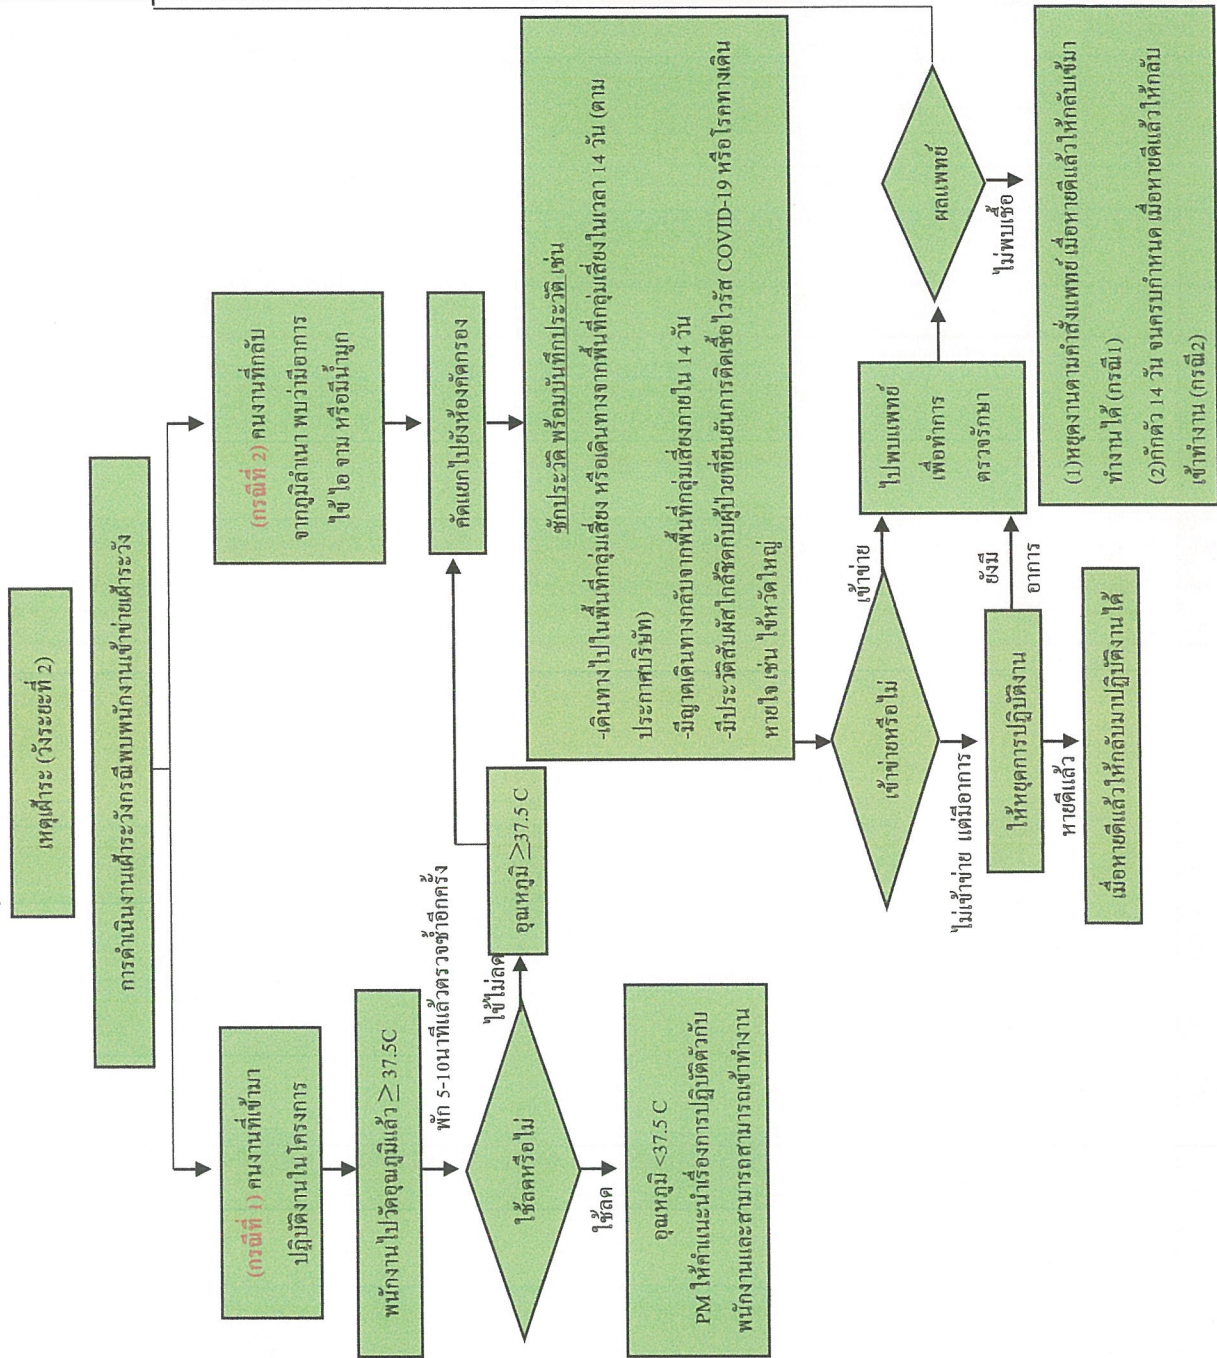 เหตุเฝ้าระ (วังระยะที่ 2)
การดำเนินงานเฝ้าระวังกรณีพบพนักงานเข้าข่ายเฝ้าระวัง
(กรณีที่ 1) คนงานที่เข้ามา
ปฏิบัติงานในโครงการ
พนักงานไปวัดอุณภูมิแล้ว ≥ 37.5C
พัก 5-10นาทีแล้วตรวจซ้ำอีกครั้ง
ใช้ลดหรือไม่
ไข้ไม่ลด
อุณหภูมิ ≥37.5 C
ใช้ลด
อุณหภูมิ <37.5 C
PM ให้คำแนะนำเรื่องการปฏิบัติตัวกับ
พนักงานและสามารถสามารถเข้าทำงาน
(กรณีที่ 2) คนงานที่กลับ
จากภูมิลำเนา พบว่ามีอาการ
ไข้ ไอ จาม หรือมีน้ำมูก
คัดแยกไปยังห้องคัดกรอง
ซักประวัติ พร้อมบันทึกประวัติ เช่น
-เดินทางไปในพื้นที่กลุ่มเสี่ยง หรือเดินทางจากพื้นที่กลุ่มเสี่ยงในเวลา 14 วัน (ตาม
ประกาศบริษัท)
-มีญาตเดินทางกลับจากพื้นที่กลุ่มเสี่ยงภายใน 14 วัน
-มีประวัติสัมผัสใกล้ชิดกับผู้ป่วยที่ยืนยันการติดเชื้อไวรัส COVID-19 หรือโรคทางเดิน
หายใจ เช่น ไข้หวัดใหญ่
เข้าข่ายหรือไม่
เข้าข่าย
ไม่เข้าข่าย แต่มีอาการ
ให้หยุดการปฏิบัติงาน
ยังมี
อาการ
หายดีแล้ว
เมื่อหายดีแล้วให้กลับมาปฏิบัติงานได้
ไปพบแพทย์
เพื่อทำการ
ตรวจรักษา
ผลแพทย์
ไม่พบเชื้อ
(1)หยุดงานตามคำสั่งแพทย์ เมื่อหายดีแล้วให้กลับเข้มา
ทำงานได้ (กรณี1)
(2)กักตัว 14 วัน จนครบกำหนด เมื่อหายดีแล้วให้กลับ
เข้าทำงาน (กรณี2)